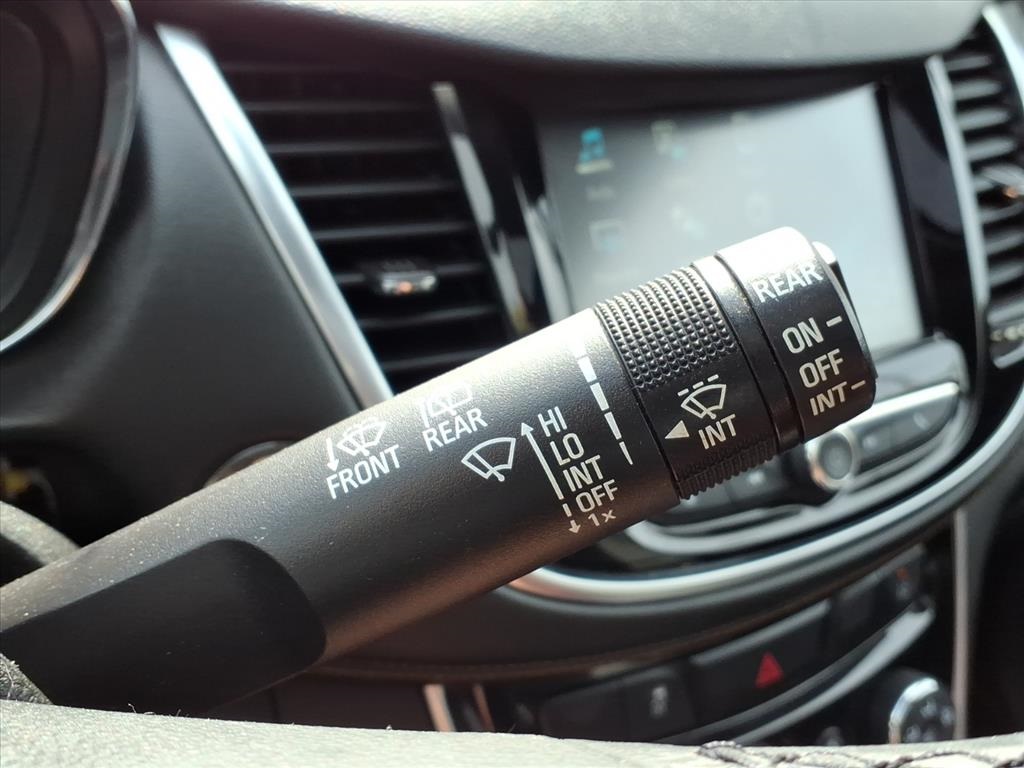 FRONT
REAR
HI
LO
INT
OFF
1x
INT
REAR
ON
OFF
INT